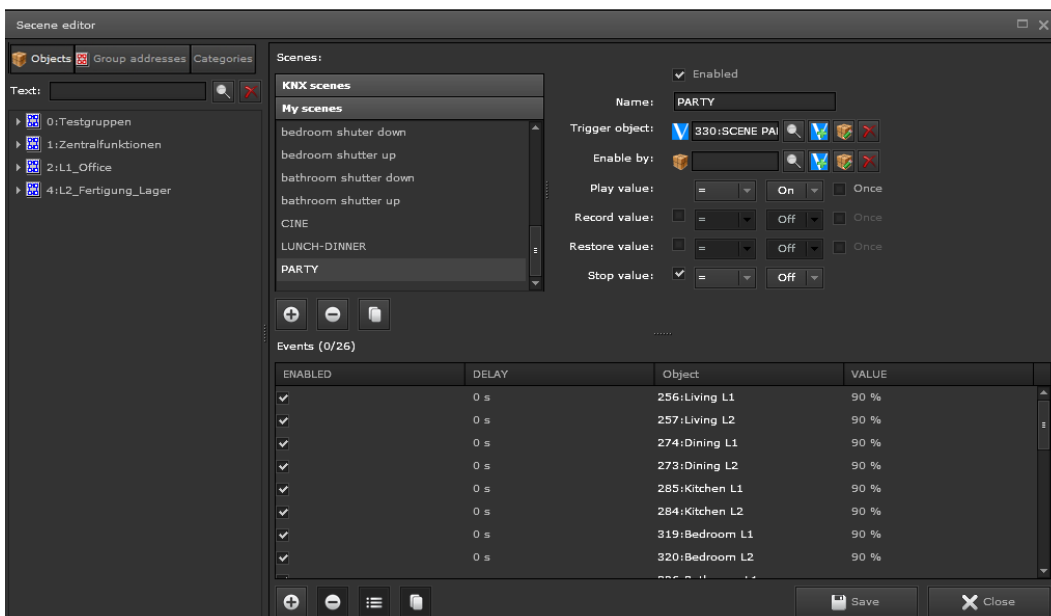 Secene editor
Objects Group addresses Categories
Text:
0:Testgruppen
1:Zentralfunktionen
2:L1_Office
4:L2_Fertigung_Lager
Scenes:
KNX scenes
My scenes
bedroom shuter down
bedroom shutter up
bathroom shutter down
bathroom shutter up
CINE
LUNCH-DINNER
PARTY
Enabled
Name: PARTY
Trigger object: 330:SCENE PA
Enable by:
Play value: = On Once
Record value: = Off Once
Restore value: = Off Once
Stop value: = Off
Events (0/26)
ENABLED DELAY Object VALUE
0 s 256:Living L1 90 %
0 s 257:Living L2 90 %
0 s 274:Dining L1 90 %
0 s 273:Dining L2 90 %
0 s 285:Kitchen L1 90 %
0 s 284:Kitchen L2 90 %
0 s 319:Bedroom L1 90 %
0 s 320:Bedroom L2 90 %
Save Close